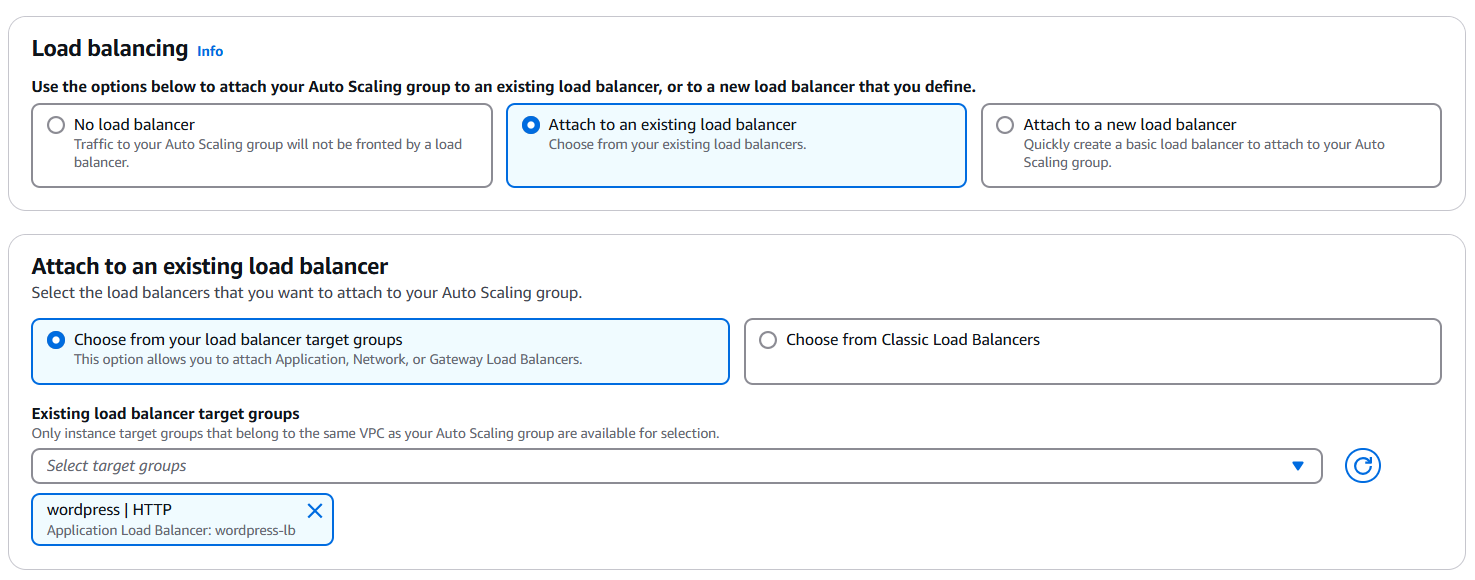 Load balancing Info
Use the options below to attach your Auto Scaling group to an existing load balancer, or to a new load balancer that you define.
No load balancer
Traffic to your Auto Scaling group will not be fronted by a load
balancer.
Attach to an existing load balancer
Choose from your existing load balancers.
Attach to a new load balancer
Quickly create a basic load balancer to attach to your Auto
Scaling group.
Attach to an existing load balancer
Select the load balancers that you want to attach to your Auto Scaling group.
Choose from your load balancer target groups
This option allows you to attach Application, Network, or Gateway Load Balancers.
Choose from Classic Load Balancers
Existing load balancer target groups
Only instance target groups that belong to the same VPC as your Auto Scaling group are available for selection.
Select target groups
wordpress | HTTP
Application Load Balancer: wordpress-lb